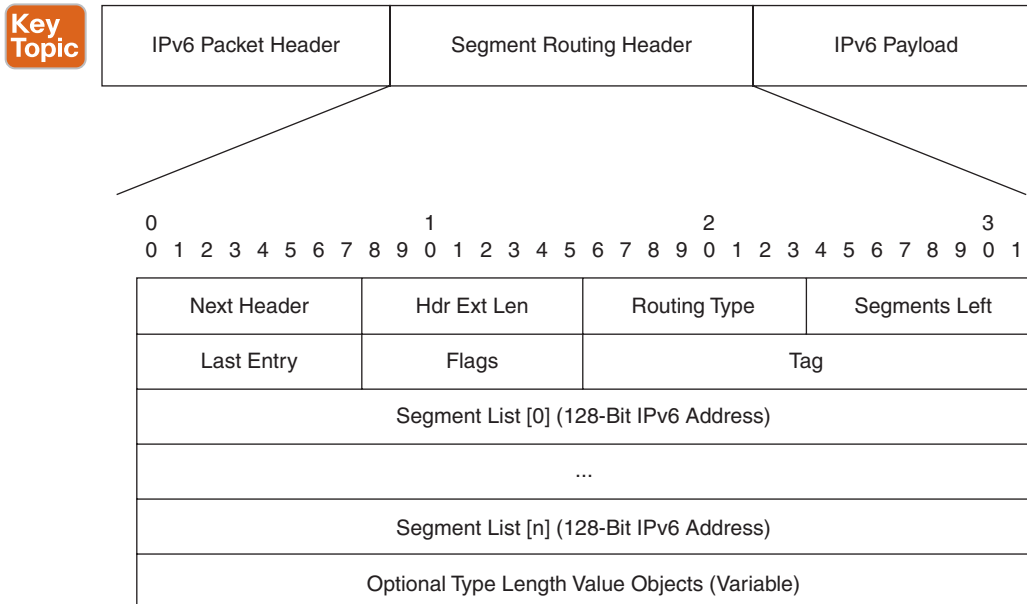 Key
Topic
IPv6 Packet Header Segment Routing Header IPv6 Payload
0 1 2 3
0 1 2 3 4 5 6 7 8 9 0 1 2 3 4 5 6 7 8 9 0 1 2 3 4 5 6 7 8 9 0 1
Next Header Hdr Ext Len Routing Type Segments Left
Last Entry Flags Tag
Segment List [0] (128-Bit IPv6 Address)
...
Segment List [n] (128-Bit IPv6 Address)
Optional Type Length Value Objects (Variable)